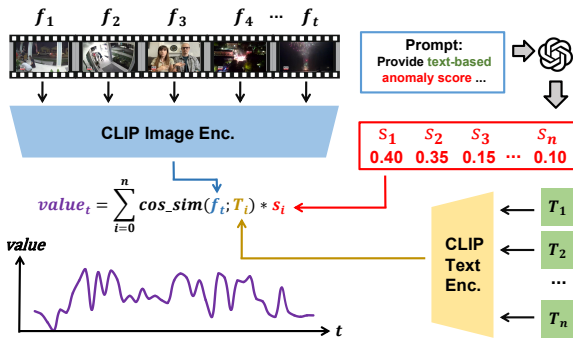 f₁ f₂ f₃ f₄ ··· fₜ
Prompt:
Provide text-based
anomaly score ...
CLIP Image Enc.
S₁ S₂ S₃ Sₙ
0.40 0.35 0.15 ··· 0.10
valueₜ = ∑ⁿᵢ₌₀ cos_sim(fₜ; Tᵢ) * sᵢ
value
t
CLIP
Text
Enc.
T₁
T₂
...
Tₙ